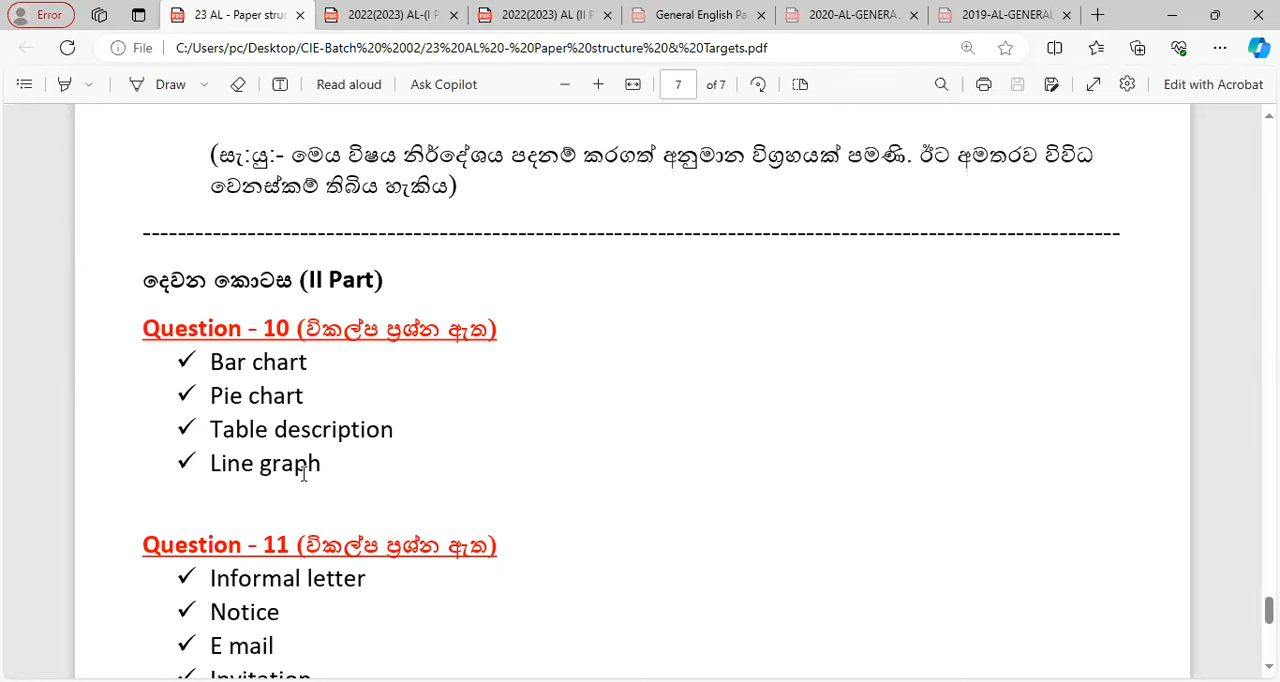 Error
23 AL - Paper struc
2022(2023) AL-(I P
2022(2023) AL (II P
General English Pa
2020-AL-GENERA
2019-AL-GENERAL
File
C:/Users/pc/Desktop/CIE-Batch%20%2002/23%20AL%20-%20Paper%20structure%20&%20Targets.pdf
Draw
Read aloud
Ask Copilot
7
of 7
Edit with Acrobat
(සැ:යු:- මෙය විෂය නිර්දේශය පදනම් කරගත් අනුමාන විග්‍රහයක් පමණි. ඊට අමතරව විවිධ
වෙනස්කම් තිබිය හැකිය)
දෙවන කොටස (II Part)
Question - 10 (විකල්ප ප්‍රශ්න ඇත)
✓ Bar chart
✓ Pie chart
✓ Table description
✓ Line graph
Question - 11 (විකල්ප ප්‍රශ්න ඇත)
✓ Informal letter
✓ Notice
✓ E mail
✓ Invitation